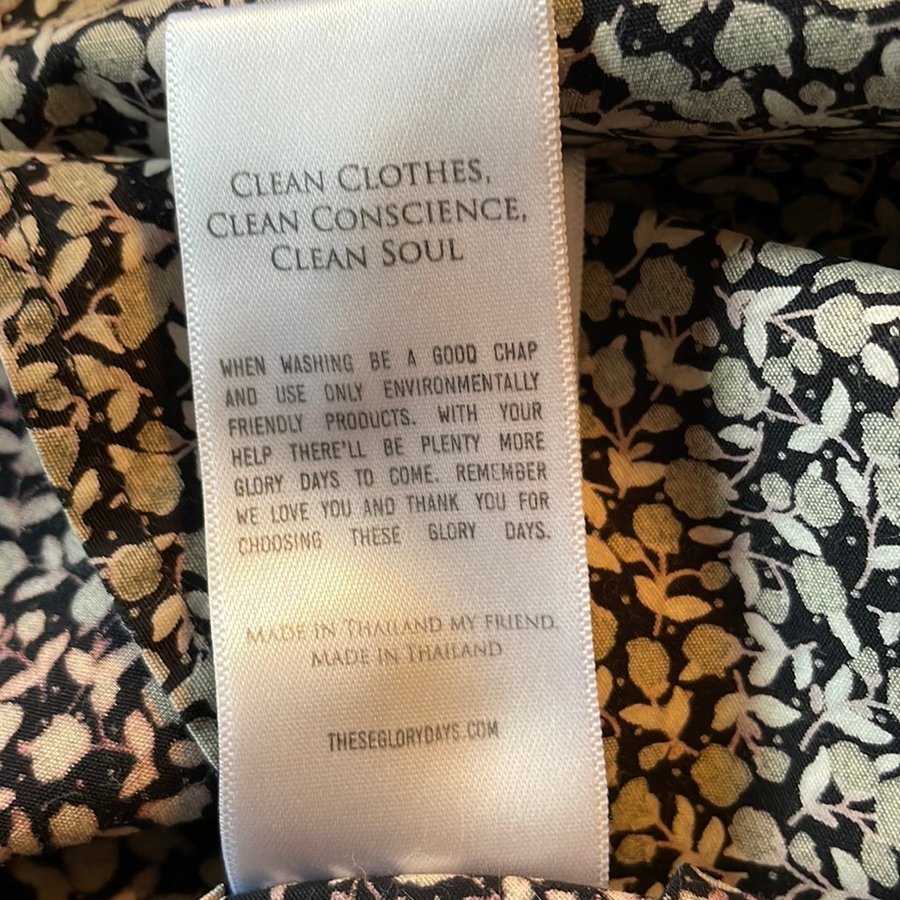 CLEAN CLOTHES,
CLEAN CONSCIENCE,
CLEAN SOUL
WHEN WASHING BE A GOOD CHAP
AND USE ONLY ENVIRONMENTALLY
FRIENDLY PRODUCTS. WITH YOUR
HELP THERE'LL BE PLENTY MORE
GLORY DAYS TO COME. REMEMBER
WE LOVE YOU AND THANK YOU FOR
CHOOSING THESE GLORY DAYS.
MADE IN THAILAND MY FRIEND
MADE IN THAILAND
THESEGLORYDAYS.COM